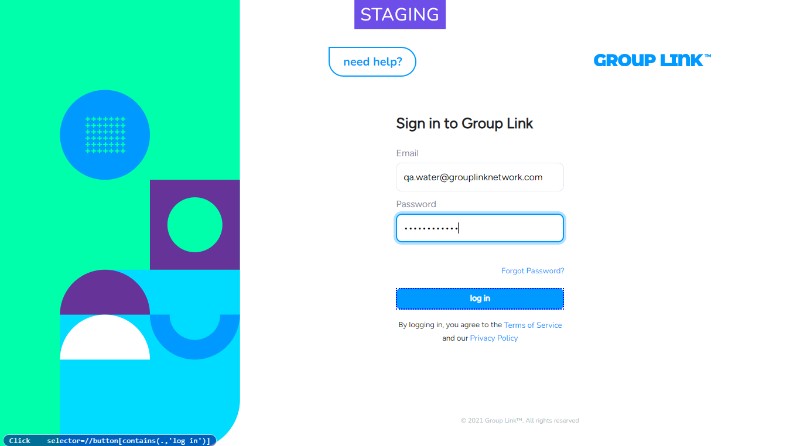 STAGING
need help?
GROUP LINK™
Sign in to Group Link
Email
qa.water@grouplinknetwork.com
Password
••••••••••••
Forgot Password?
log in
By logging in, you agree to the Terms of Service
and our Privacy Policy
© 2021 Group Link™. All rights reserved
Click selector=//button[contains(.,'log in')]